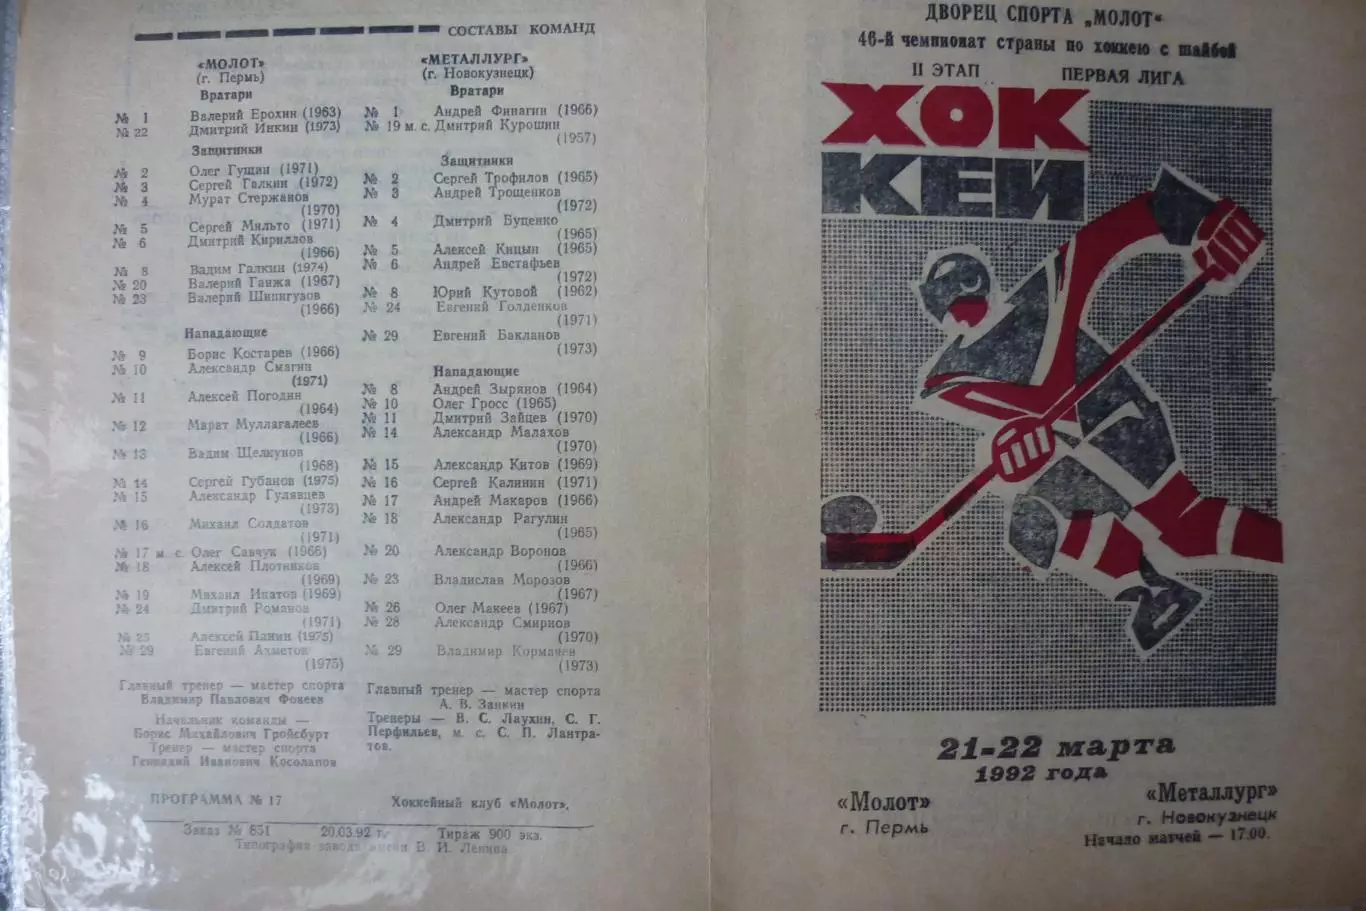 СОСТАВЫ КОМАНД
«МОЛОТ»
(г. Пермь)
Вратари
№ 1 Валерий Ерохин (1963)
№ 22 Дмитрий Инкин (1973)
Защитники
№ 2 Олег Гущин (1971)
№ 3 Сергей Галкин (1972)
№ 4 Мурат Стержанов
(1970)
№ 5 Сергей Мильто (1971)
№ 6 Дмитрий Кириллов
(1966)
№ 8 Вадим Галкин (1974)
№ 20 Валерий Ганжа (1967)
№ 23 Валерий Шипигузов
(1966)
Нападающие
№ 9 Борис Костарев (1966)
№ 10 Александр Смагин
(1971)
№ 11 Алексей Погодин
(1964)
№ 12 Марат Муллягалеев
(1966)
№ 13 Вадим Щелкунов
(1968)
№ 14 Сергей Губанов (1975)
№ 15 Александр Гулявцев
(1973)
№ 16 Михаил Солдатов
(1971)
№ 17 м с. Олег Савчук (1966)
№ 18 Алексей Плотников
(1969)
№ 19 Михаил Ипатов (1969)
№ 24 Дмитрий Романов
(1971)
№ 25 Алексей Панин (1975)
№ 29 Евгений Ахметов
(1975)
Главный тренер — мастер спорта
Владимир Павлович Фокеев
Начальник команды —
Борис Михайлович Гройсбурт
Тренер — мастер спорта
Геннадий Иванович Косолапов
«МЕТАЛЛУРГ»
(г. Новокузнецк)
Вратари
№ 1 Андрей Финагин (1966)
№ 19 м. с. Дмитрий Курошин
(1957)
Защитники
№ 2 Сергей Трофилов (1965)
№ 3 Андрей Трощенков
(1972)
№ 4 Дмитрий Буценко
(1965)
№ 5 Алексей Кицын (1965)
№ 6 Андрей Евстафьев
(1972)
№ 8 Юрий Кутовой (1962)
№ 24 Евгений Голденков
(1971)
№ 29 Евгений Бакланов
(1973)
Нападающие
№ 8 Андрей Зырянов (1964)
№ 10 Олег Гросс (1965)
№ 11 Дмитрий Зайцев (1970)
№ 14 Александр Малахов
(1970)
№ 15 Александр Китов (1969)
№ 16 Сергей Калинин (1971)
№ 17 Андрей Макаров (1966)
№ 18 Александр Рагулин
(1965)
№ 20 Александр Воронов
(1966)
№ 23 Владислав Морозов
(1967)
№ 26 Олег Макеев (1967)
№ 28 Александр Смирнов
(1970)
№ 29 Владимир Кормачев
(1973)
Главный тренер — мастер спорта
А. В. Занкин
Тренеры — В. С. Лаухин, С. Г.
Перфильев, м. с. С. П. Лантра-
тов.
ПРОГРАММА № 17 Хоккейный клуб «Молот».
Заказ № 851 20.03.92 г. Тираж 900 экз.
Типография завода имени В. И. Ленина
ДВОРЕЦ СПОРТА „МОЛОТ“
46-й чемпионат страны по хоккею с шайбой
II ЭТАП ПЕРВАЯ ЛИГА
ХОК
КЕЙ
21-22 марта
1992 года
«Молот»
г. Пермь
«Металлург»
г. Новокузнецк
Начало матчей — 17.00.